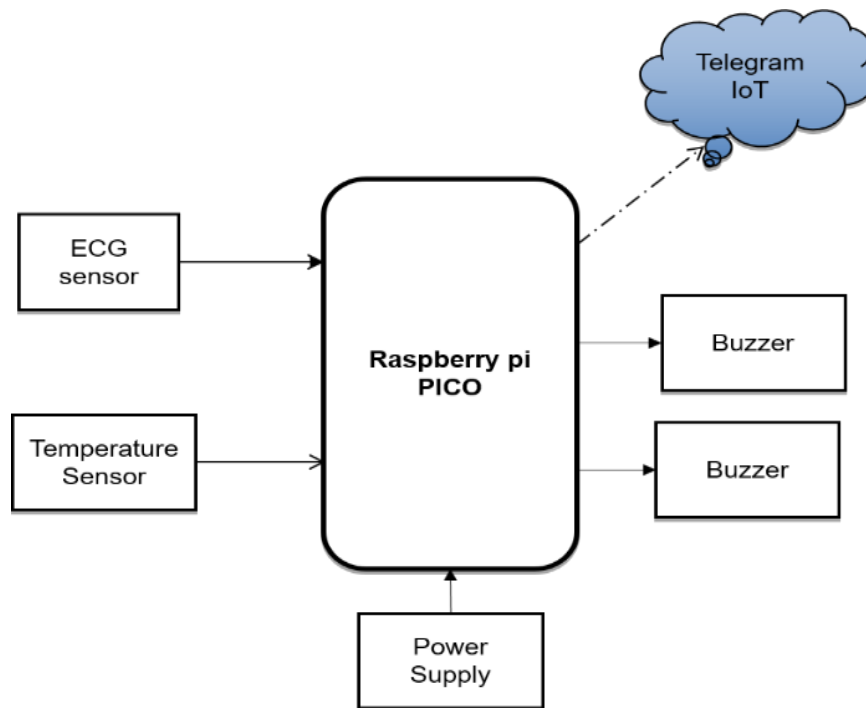 Telegram
IoT
ECG
sensor
Raspberry pi
PICO
Buzzer
Temperature
Sensor
Buzzer
Power
Supply